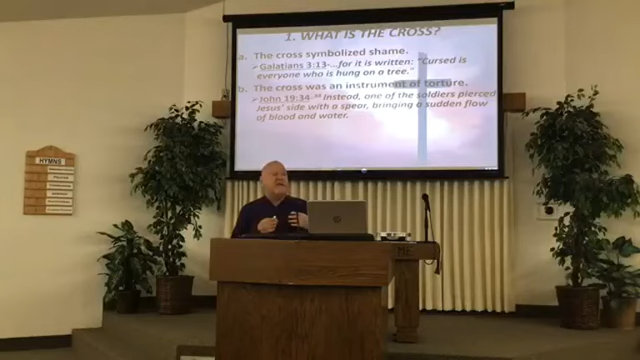 1. WHAT IS THE CROSS?
a. The cross symbolized shame.
➢Galatians 3:13-...for it is written: "Cursed is
everyone who is hung on a tree."
b. The cross was an instrument of torture.
➢John 19:34-³⁴ Instead, one of the soldiers pierced
Jesus' side with a spear, bringing a sudden flow
of blood and water.
HYMNS
hp